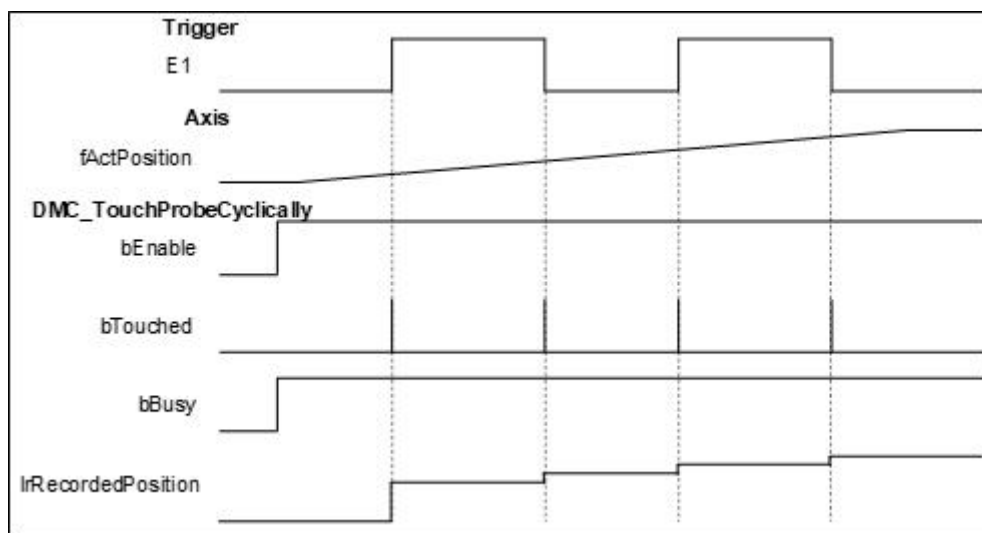 Trigger
E1
Axis
fActPosition
DMC_TouchProbeCyclically
bEnable
bTouched
bBusy
lrRecordedPosition